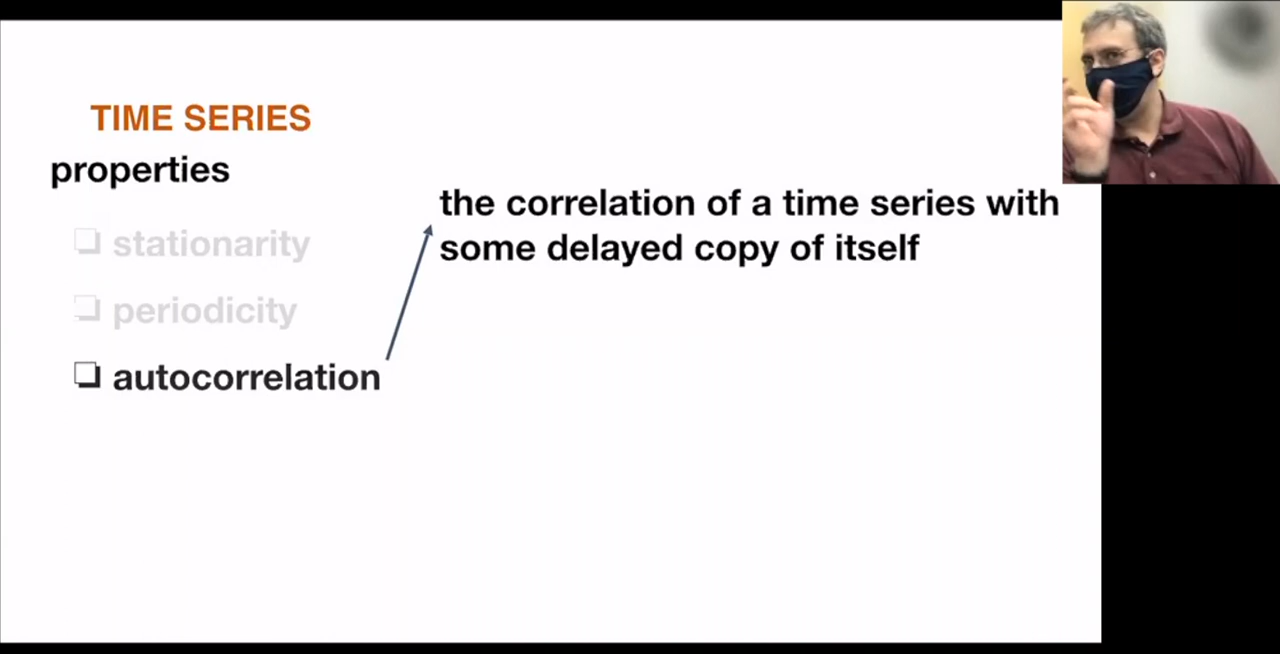 TIME SERIES
properties
stationarity
periodicity
autocorrelation
the correlation of a time series with
some delayed copy of itself